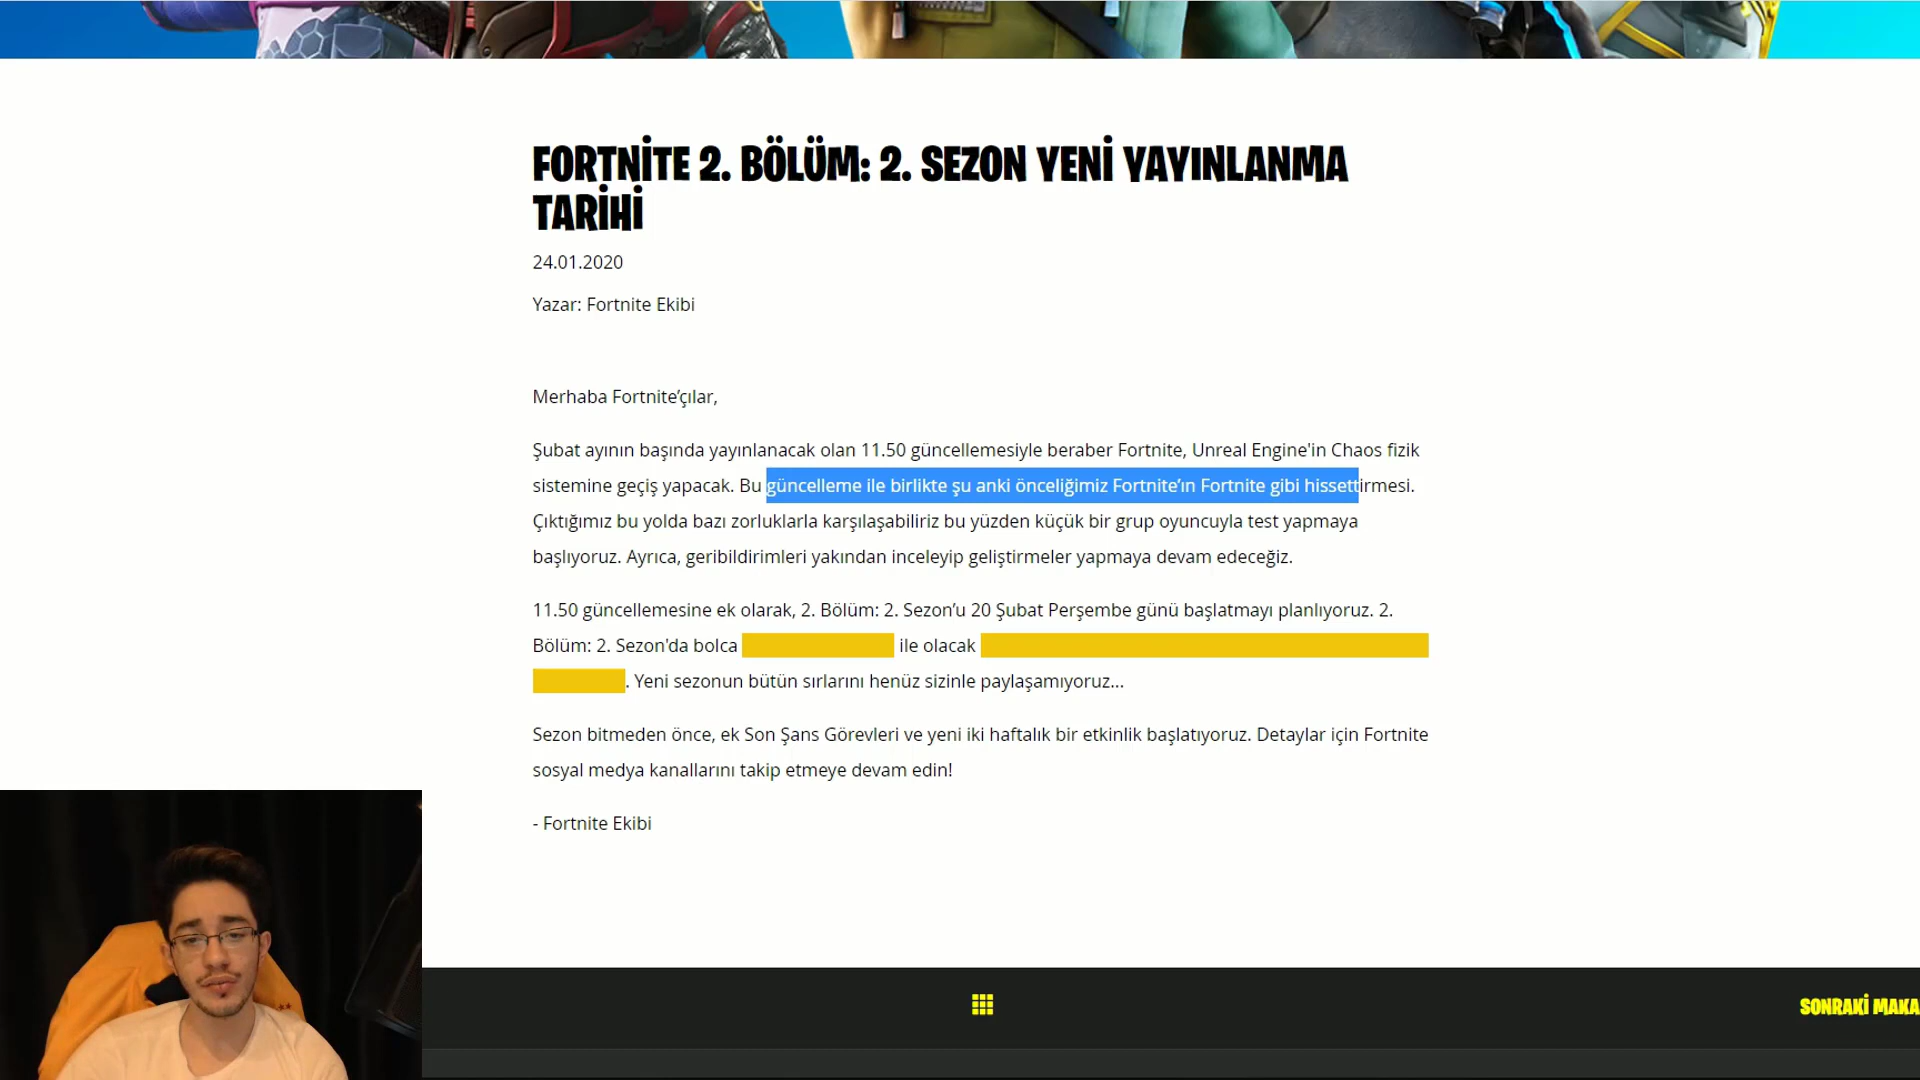 FORTNİTE 2. BÖLÜM: 2. SEZON YENİ YAYINLANMA
TARİHİ
24.01.2020
Yazar: Fortnite Ekibi
Merhaba Fortnite’çılar,
Şubat ayının başında yayınlanacak olan 11.50 güncellemesiyle beraber Fortnite, Unreal Engine'in Chaos fizik
sistemine geçiş yapacak. Bu güncelleme ile birlikte şu anki önceliğimiz Fortnite’ın Fortnite gibi hissettirmesi.
Çıktığımız bu yolda bazı zorluklarla karşılaşabiliriz bu yüzden küçük bir grup oyuncuyla test yapmaya
başlıyoruz. Ayrıca, geribildirimleri yakından inceleyip geliştirmeler yapmaya devam edeceğiz.
11.50 güncellemesine ek olarak, 2. Bölüm: 2. Sezon’u 20 Şubat Perşembe günü başlatmayı planlıyoruz. 2.
Bölüm: 2. Sezon'da bolca ile olacak
. Yeni sezonun bütün sırlarını henüz sizinle paylaşamıyoruz...
Sezon bitmeden önce, ek Son Şans Görevleri ve yeni iki haftalık bir etkinlik başlatıyoruz. Detaylar için Fortnite
sosyal medya kanallarını takip etmeye devam edin!
- Fortnite Ekibi
SONRAKİ MAKA